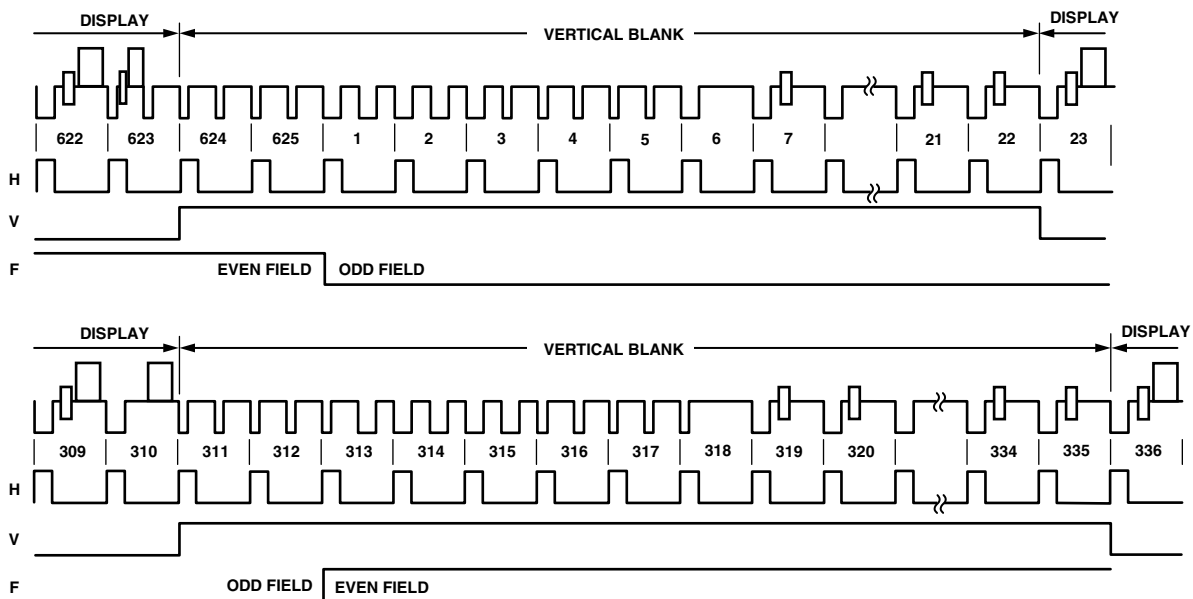 DISPLAY VERTICAL BLANK DISPLAY
622 623 624 625 1 2 3 4 5 6 7 21 22 23
H
V
F EVEN FIELD ODD FIELD
DISPLAY VERTICAL BLANK DISPLAY
309 310 311 312 313 314 315 316 317 318 319 320 334 335 336
H
V
F ODD FIELD EVEN FIELD